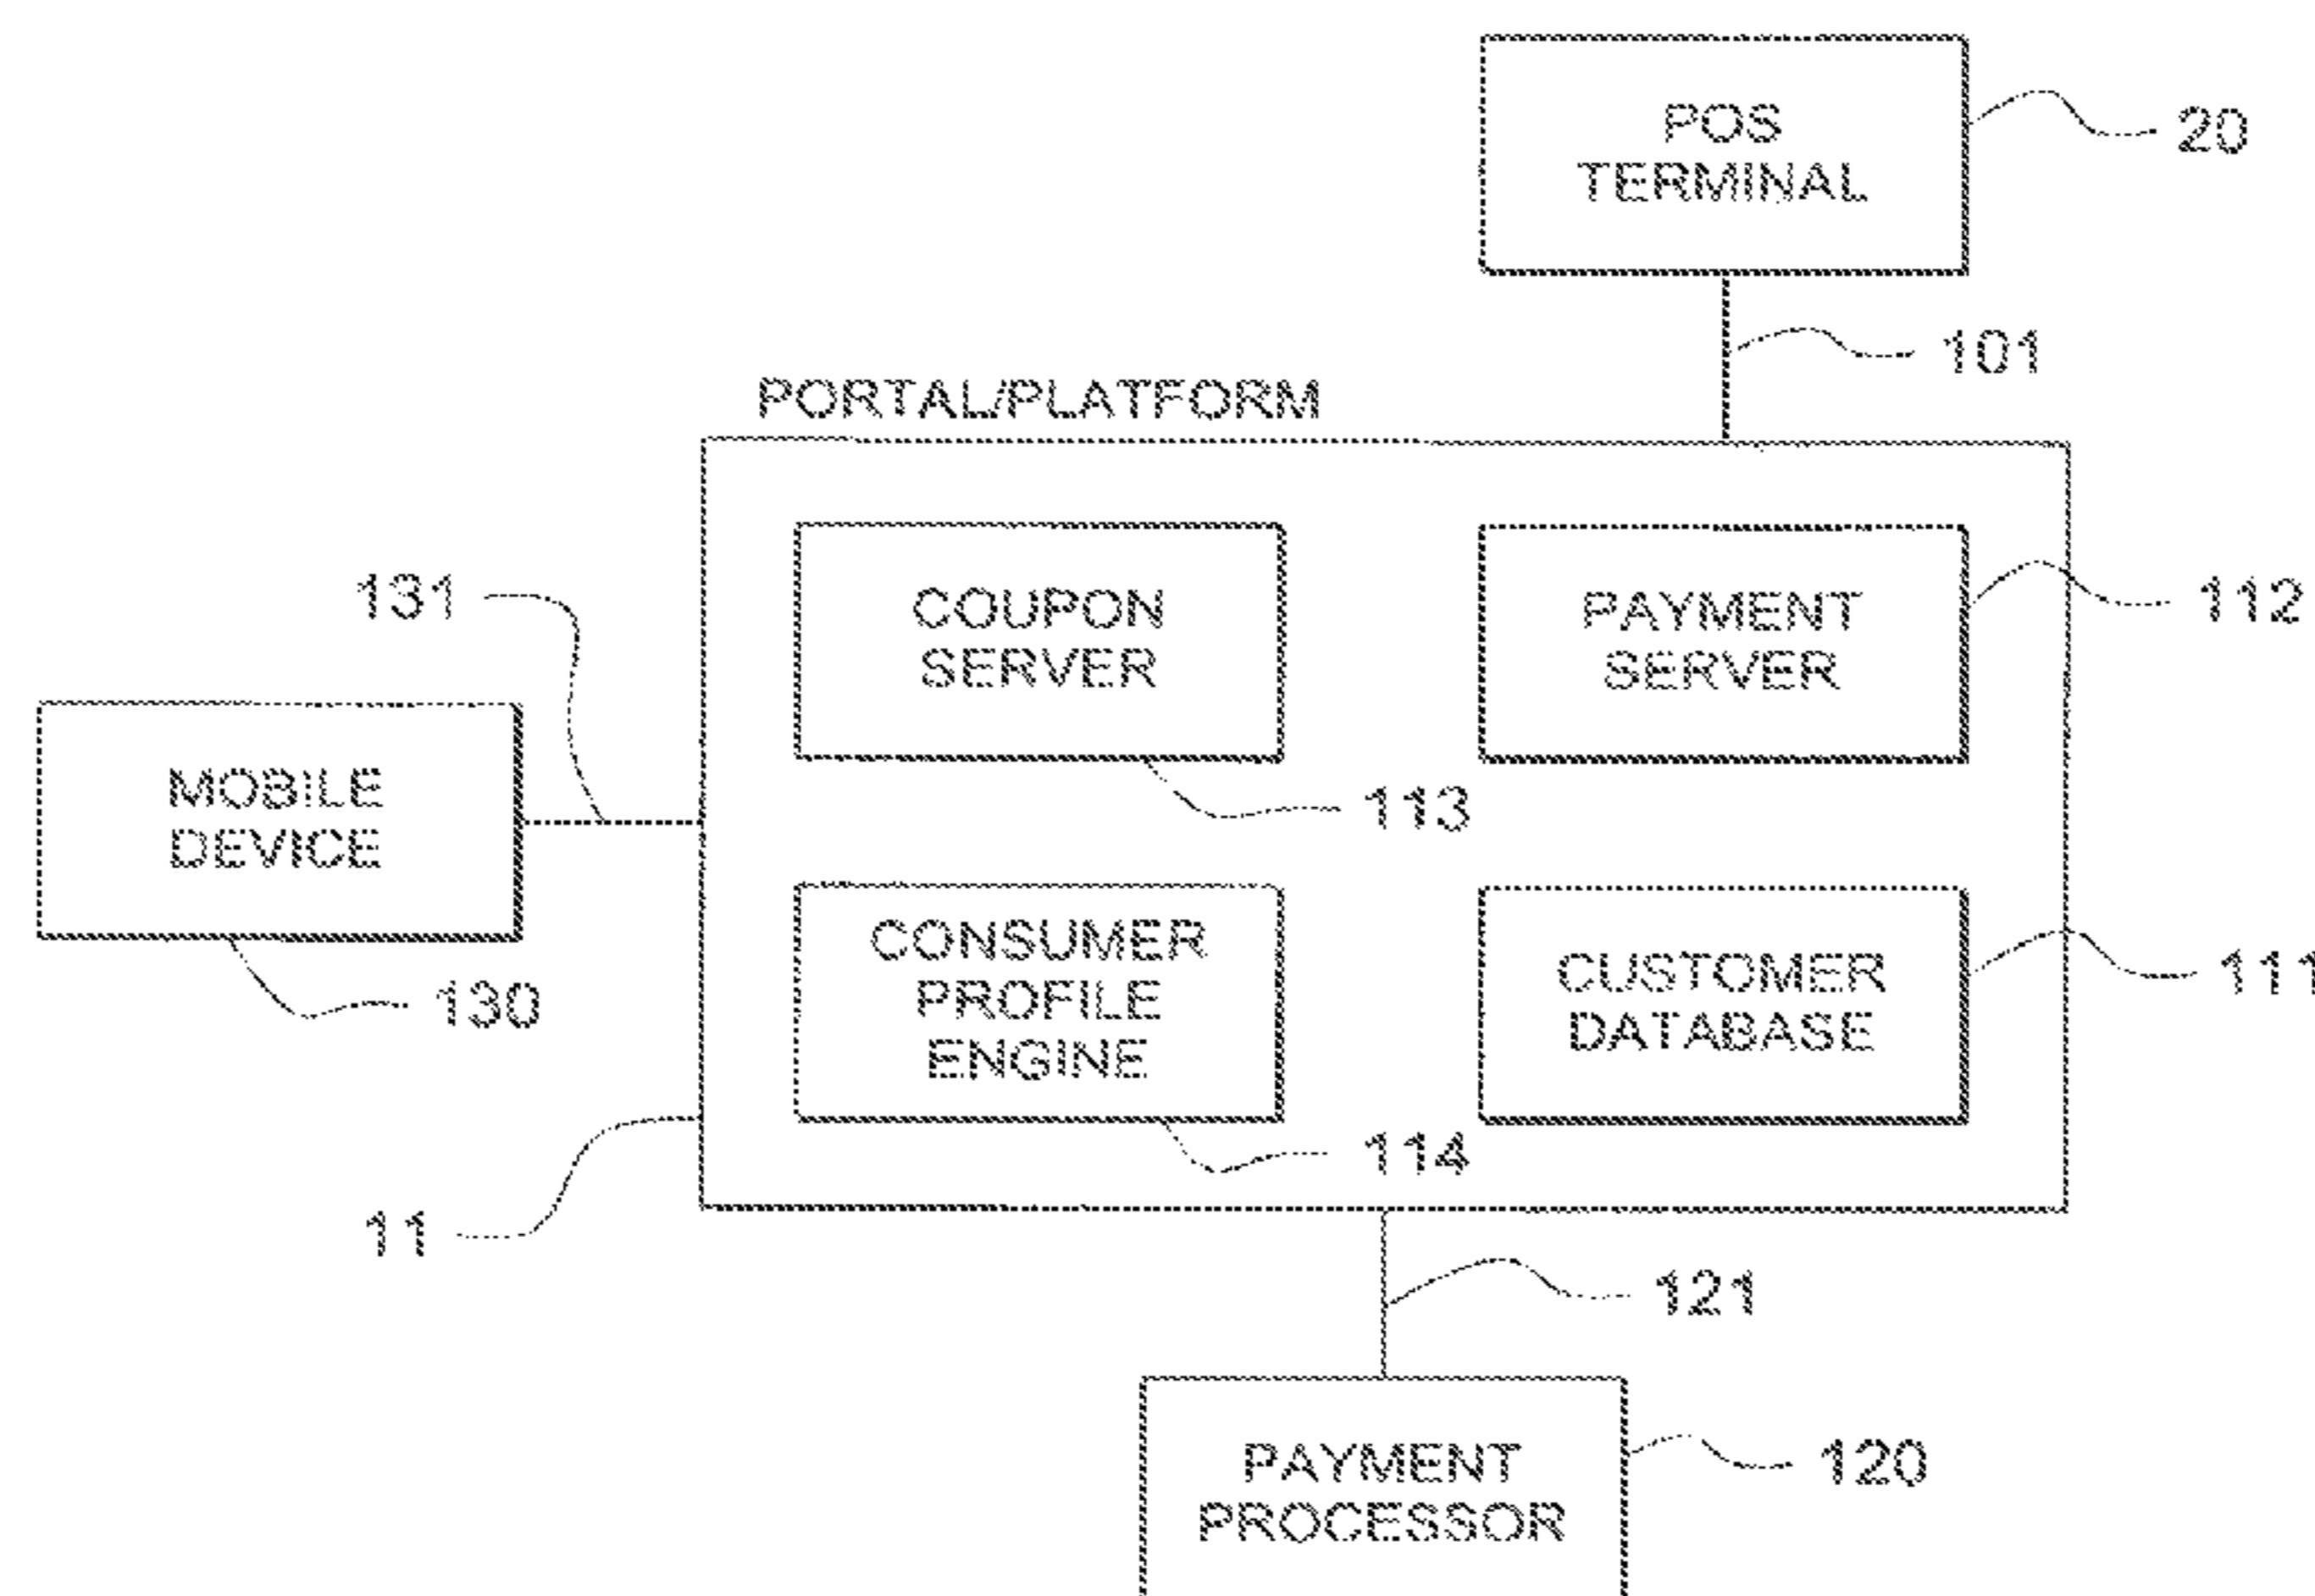 POS
TERMINAL
20
101
PORTAL/PLATFORM
131
COUPON
SERVER
PAYMENT
SERVER
112
MOBILE
DEVICE
113
130
CONSUMER
PROFILE
ENGINE
CUSTOMER
DATABASE
111
114
11
121
PAYMENT
PROCESSOR
120